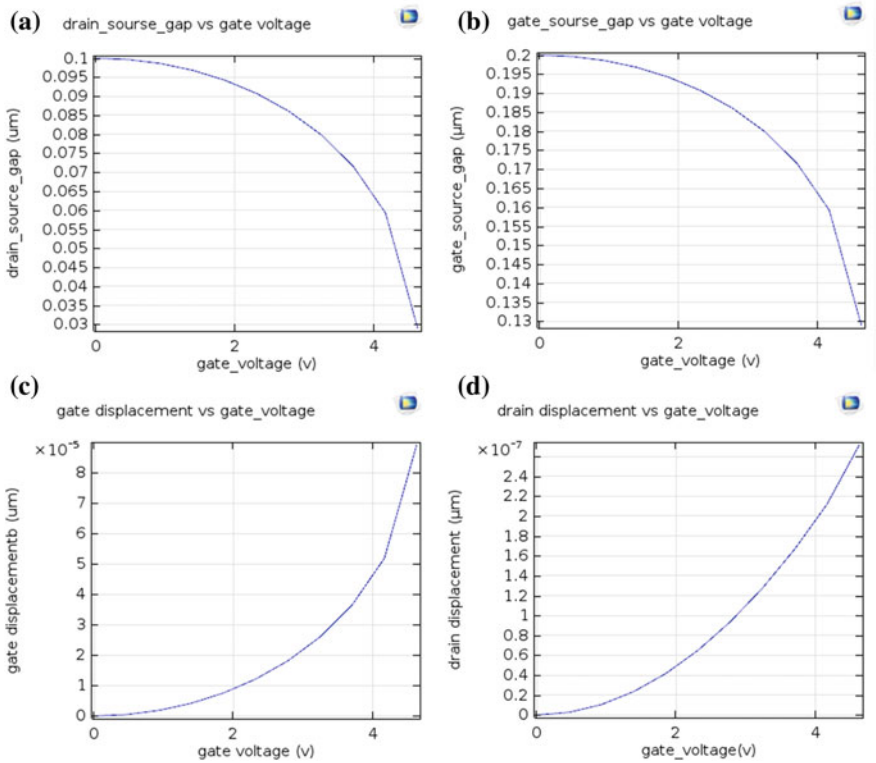 (a)
drain_sourse_gap vs gate voltage
drain_source_gap (um)
0.1
0.095
0.09
0.085
0.08
0.075
0.07
0.065
0.06
0.055
0.05
0.045
0.04
0.035
0.03
0 2 4
gate_voltage (v)
(b)
gate_sourse_gap vs gate voltage
gate_source_gap (µm)
0.2
0.195
0.19
0.185
0.18
0.175
0.17
0.165
0.16
0.155
0.15
0.145
0.14
0.135
0.13
0 2 4
gate_voltage (v)
(c)
gate displacement vs gate_voltage
×10⁻⁵
gate displacementb (um)
8
7
6
5
4
3
2
1
0
0 2 4
gate voltage (v)
(d)
drain displacement vs gate_voltage
×10⁻⁷
drain displacement (µm)
2.4
2.2
2
1.8
1.6
1.4
1.2
1
0.8
0.6
0.4
0.2
0
0 2 4
gate_voltage(v)